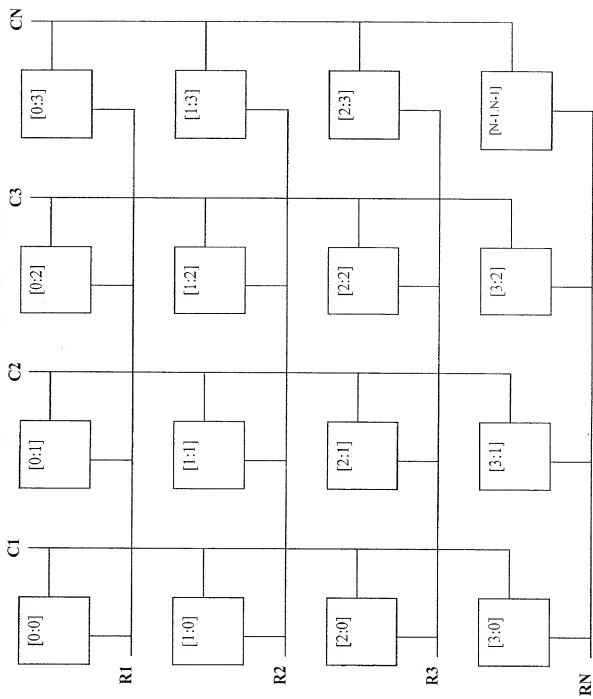 C1 C2 C3 CN
[0:0] [0:1] [0:2] [0:3]
R1
[1:0] [1:1] [1:2] [1:3]
R2
[2:0] [2:1] [2:2] [2:3]
R3
[3:0] [3:1] [3:2] [N-1.N-1]
RN